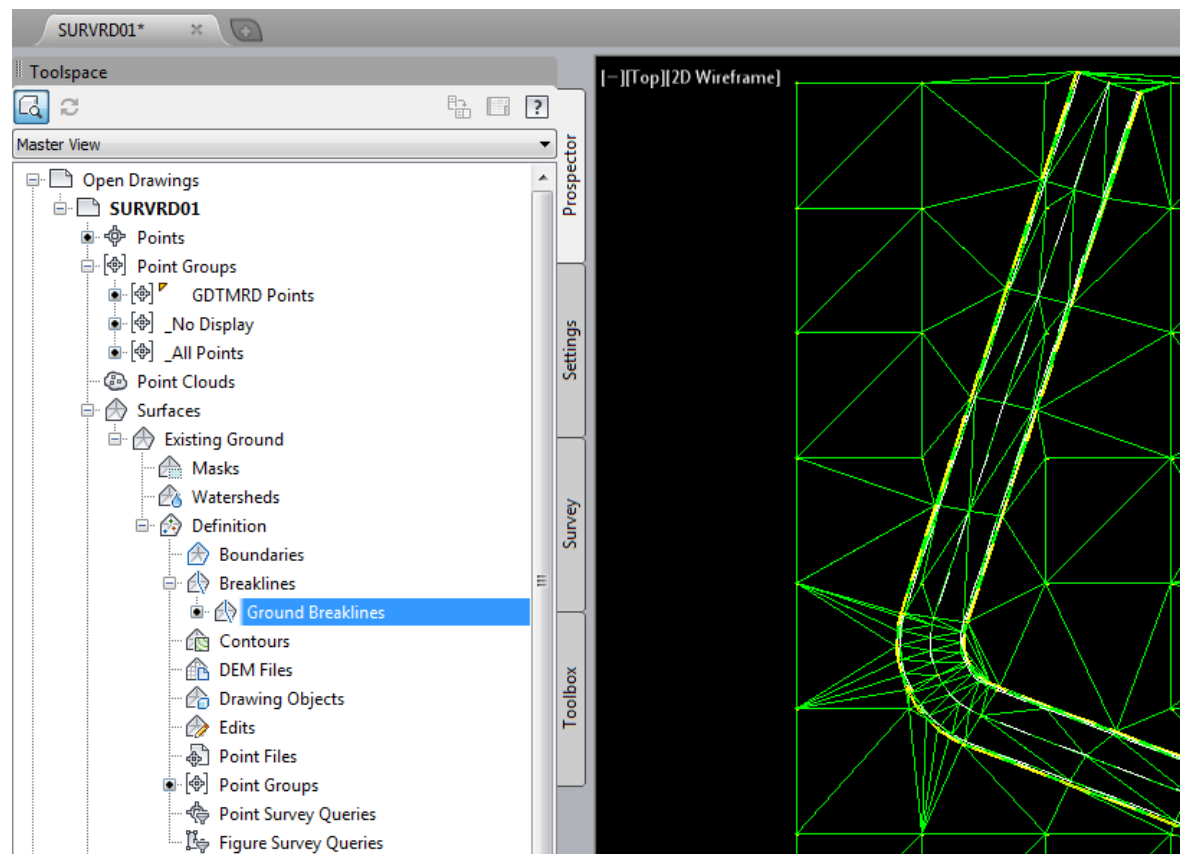 SURVRD01*
Toolspace
Master View
Open Drawings
SURVRD01
Points
Point Groups
GDTMRD Points
_No Display
_All Points
Point Clouds
Surfaces
Existing Ground
Masks
Watersheds
Definition
Boundaries
Breaklines
Ground Breaklines
Contours
DEM Files
Drawing Objects
Edits
Point Files
Point Groups
Point Survey Queries
Figure Survey Queries
Prospector
Settings
Survey
Toolbox
[−][Top][2D Wireframe]